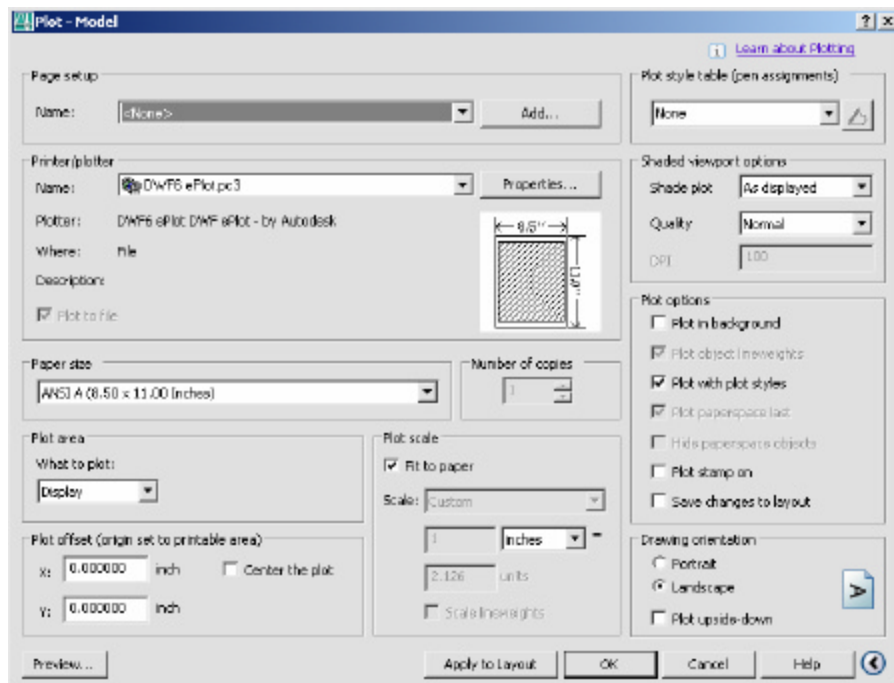 Plot - Model
Learn about Plotting
Page setup
Name: <None> Add...
Plot style table (pen assignments)
None
Printer/plotter
Name: DWF6 ePlot.pc3 Properties...
Plotter: DWF6 ePlot DWF ePlot - by Autodesk
Where: File
Description:
Plot to file
8.5''
11.0''
Shaded viewport options
Shade plot As displayed
Quality Normal
DPI 100
Paper size
ANSI A (8.50 x 11.00 Inches)
Number of copies
1
Plot options
Plot in background
Plot object lineweights
Plot with plot styles
Plot paperspace last
Hide paperspace objects
Plot stamp on
Save changes to layout
Plot area
What to plot:
Display
Plot scale
Fit to paper
Scale: Custom
1 inches =
2.126 units
Scale lineweights
Plot offset (origin set to printable area)
X: 0.000000 inch Center the plot
Y: 0.000000 inch
Drawing orientation
Portrait
Landscape
Plot upside-down
A
Preview... Apply to Layout OK Cancel Help